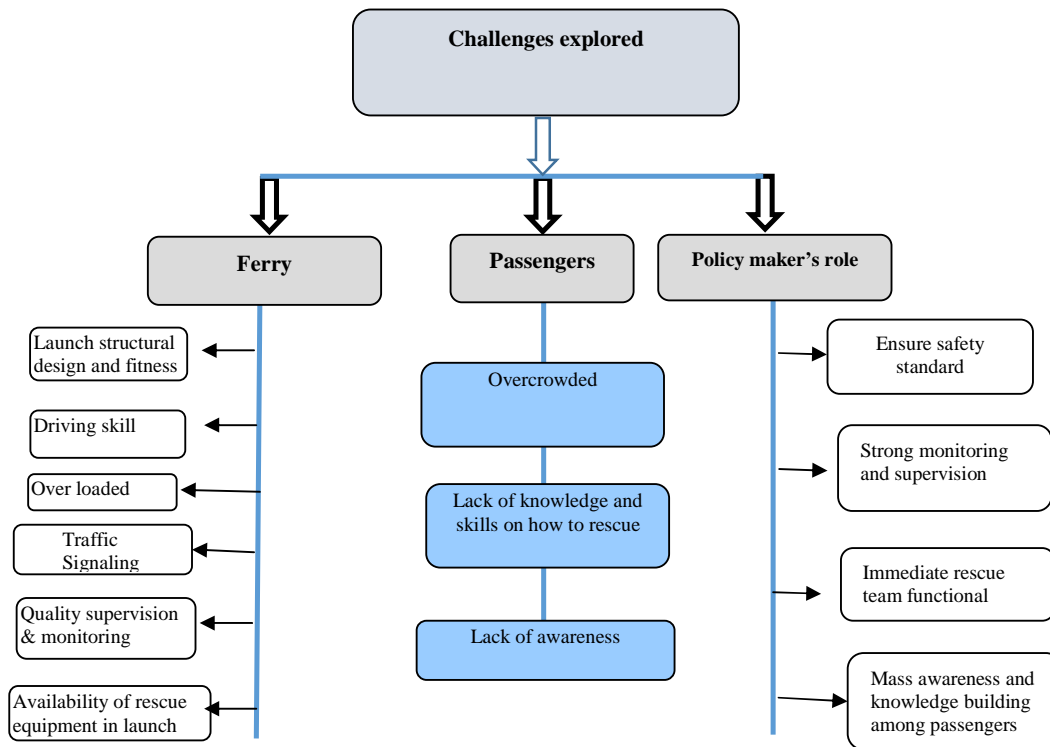 Challenges explored
Ferry
Passengers
Policy maker’s role
Launch structural
design and fitness
Driving skill
Over loaded
Traffic
Signaling
Quality supervision
& monitoring
Availability of rescue
equipment in launch
Overcrowded
Lack of knowledge and
skills on how to rescue
Lack of awareness
Ensure safety
standard
Strong monitoring
and supervision
Immediate rescue
team functional
Mass awareness and
knowledge building
among passengers